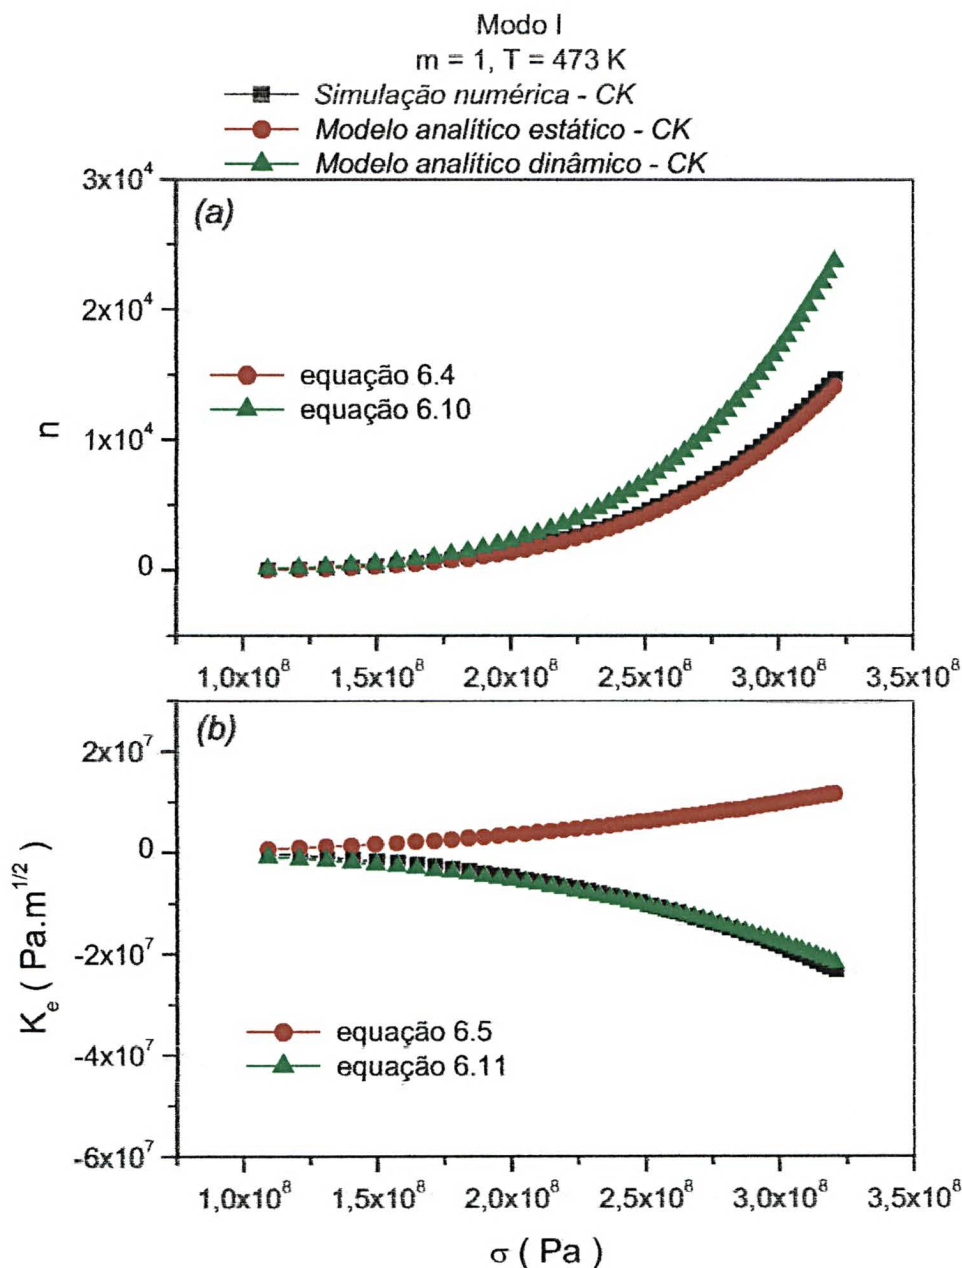 Modo I
m = 1, T = 473 K
Simulação numérica - CK
Modelo analítico estático - CK
Modelo analítico dinâmico - CK
3x10⁴
(a)
2x10⁴
equação 6.4
equação 6.10
n
1x10⁴
0
1,0x10⁸ 1,5x10⁸ 2,0x10⁸ 2,5x10⁸ 3,0x10⁸ 3,5x10⁸
(b)
2x10⁷
0
K_e ( Pa.m^{1/2} )
-2x10⁷
equação 6.5
-4x10⁷
equação 6.11
-6x10⁷
1,0x10⁸ 1,5x10⁸ 2,0x10⁸ 2,5x10⁸ 3,0x10⁸ 3,5x10⁸
σ ( Pa )